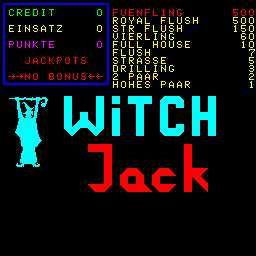 CREDIT 0
EINSATZ 0
PUNKTE 0
JACKPOTS
NO BONUS
FUENFLING 500
ROYAL FLUSH 500
STR FLUSH 150
VIERLING 60
FULL HOUSE 10
FLUSH 7
STRASSE 5
DRILLING 3
2 PAAR 2
HOHES PAAR 1
WiTCH
Jack